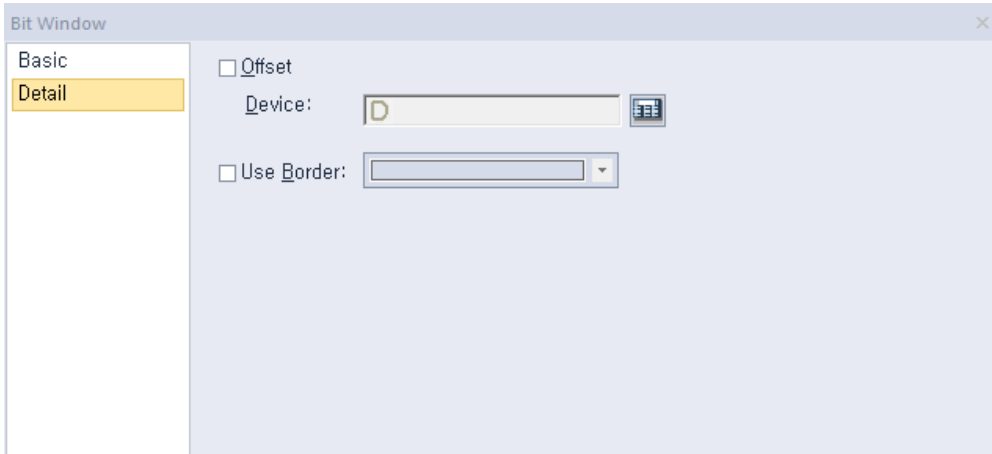 Bit Window
Basic
Detail
Offset
Device:
D
Use Border: